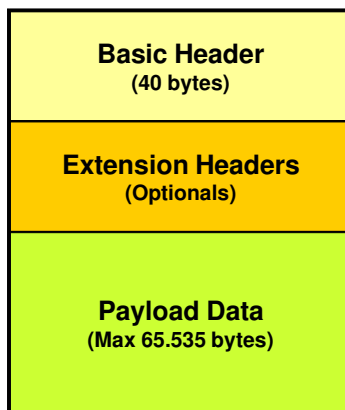 Basic Header
(40 bytes)
Extension Headers
(Optionals)
Payload Data
(Max 65.535 bytes)